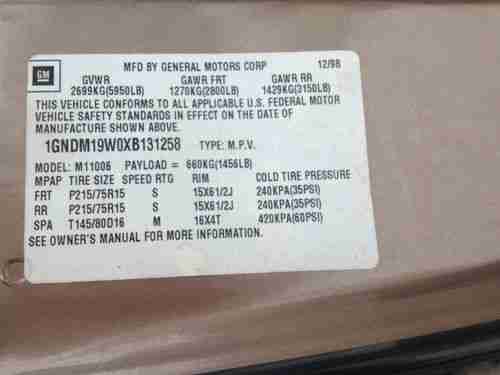 GM
MFD BY GENERAL MOTORS CORP 12/98
GVWR GAWR FRT GAWR RR
2699KG(5950LB) 1270KG(2800LB) 1429KG(3150LB)
THIS VEHICLE CONFORMS TO ALL APPLICABLE U.S. FEDERAL MOTOR
VEHICLE SAFETY STANDARDS IN EFFECT ON THE DATE OF
MANUFACTURE SHOWN ABOVE.
1GNDM19W0XB131258 TYPE: M.P.V.
MODEL: M11006 PAYLOAD = 660KG(1456LB)
MPAP TIRE SIZE SPEED RTG RIM COLD TIRE PRESSURE
FRT P215/75R15 S 15X61/2J 240KPA(35PSI)
RR P215/75R15 S 15X61/2J 240KPA(35PSI)
SPA T145/80D16 M 16X4T 420KPA(60PSI)
SEE OWNER'S MANUAL FOR MORE INFORMATION.